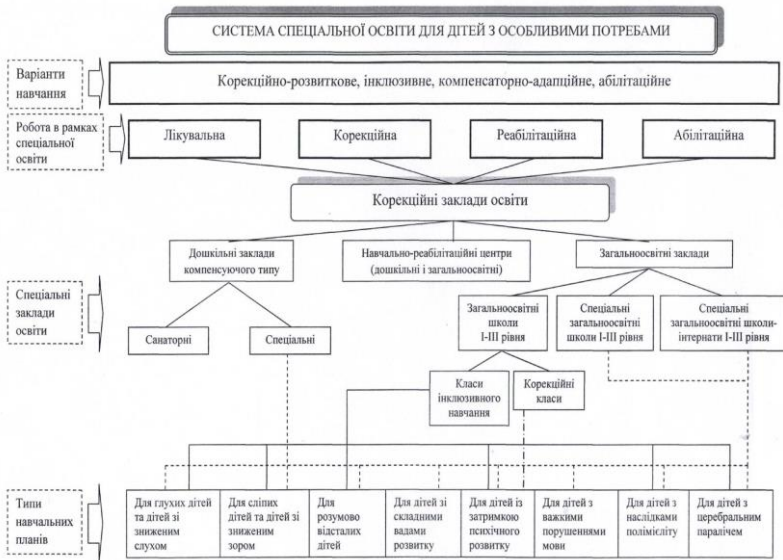 СИСТЕМА СПЕЦІАЛЬНОЇ ОСВІТИ ДЛЯ ДІТЕЙ З ОСОБЛИВИМИ ПОТРЕБАМИ
Варіанти
навчання
Корекційно-розвиткове, інклюзивне, компенсаторно-адапційне, абілітаційне
Робота в рамках
спеціальної
освіти
Лікувальна
Корекційна
Реабілітаційна
Абілітаційна
Корекційні заклади освіти
Дошкільні заклади
компенсуючого типу
Навчально-реабілітаційні центри
(дошкільні і загальноосвітні)
Загальноосвітні заклади
Спеціальні
заклади
освіти
Санаторні
Спеціальні
Загальноосвітні
школи
І-ІІІ рівня
Спеціальні
загальноосвітні
школи І-ІІІ рівня
Спеціальні
загальноосвітні школи-
інтернати І-ІІІ рівня
Класи
інклюзивного
навчання
Корекційні
класи
Типи
навчальних
планів
Для глухих дітей
та дітей зі
зниженим
слухом
Для сліпих
дітей та дітей зі
зниженим
зором
Для
розумово
відсталих
дітей
Для дітей зі
складними
вадами
розвитку
Для дітей із
затримкою
психічного
розвитку
Для дітей з
важкими
порушеннями
мови
Для дітей з
наслідками
полімієліту
Для дітей з
церебральним
паралічем